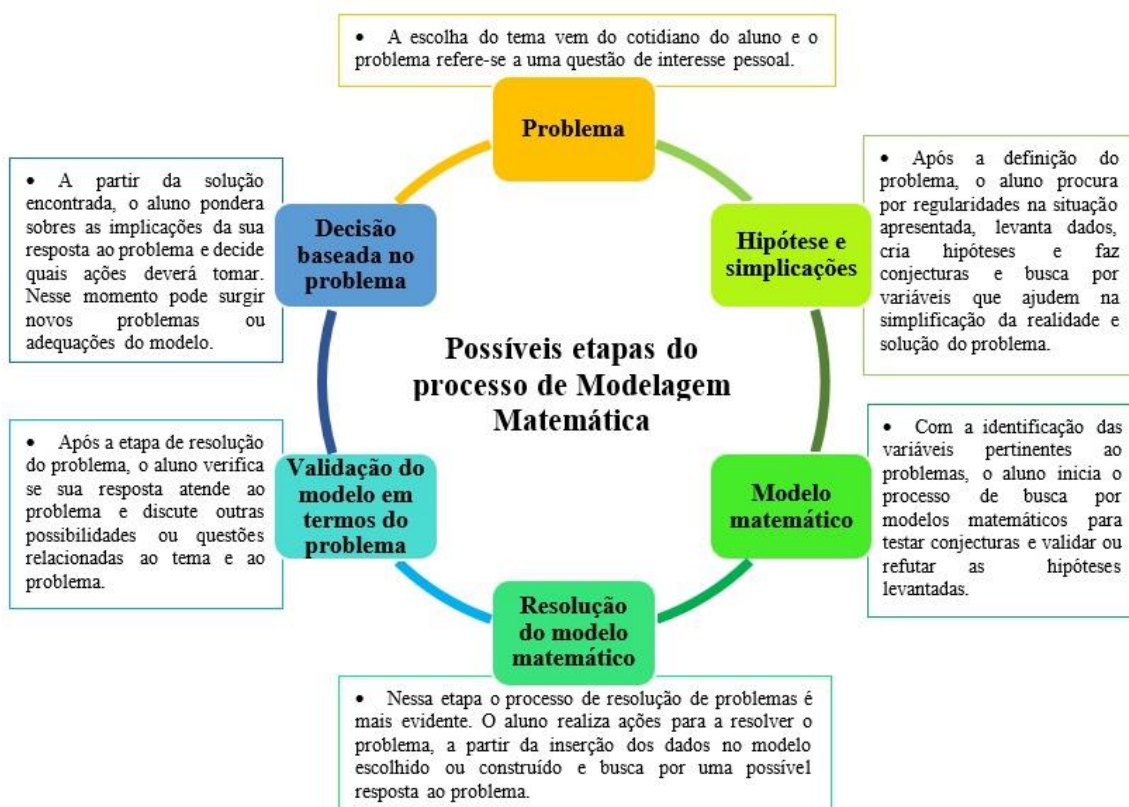 • A escolha do tema vem do cotidiano do aluno e o
problema refere-se a uma questão de interesse pessoal.
Problema
• Após a definição do
problema, o aluno procura
por regularidades na situação
apresentada, levanta dados,
cria hipóteses e faz
conjecturas e busca por
variáveis que ajudem na
simplificação da realidade e
solução do problema.
Hipótese e
simplicações
• Com a identificação das
variáveis pertinentes ao
problemas, o aluno inicia o
processo de busca por
modelos matemáticos para
testar conjecturas e validar ou
refutar as hipóteses
levantadas.
Modelo
matemático
Resolução
do modelo
matemático
• Nessa etapa o processo de resolução de problemas é
mais evidente. O aluno realiza ações para a resolver o
problema, a partir da inserção dos dados no modelo
escolhido ou construído e busca por uma possível
resposta ao problema.
• Após a etapa de resolução
do problema, o aluno verifica
se sua resposta atende ao
problema e discute outras
possibilidades ou questões
relacionadas ao tema e ao
problema.
Validação do
modelo em
termos do
problema
• A partir da solução
encontrada, o aluno pondera
sobre as implicações da sua
resposta ao problema e decide
quais ações deverá tomar.
Nesse momento pode surgir
novos problemas ou
adequações do modelo.
Decisão
baseada no
problema
Possíveis etapas do
processo de Modelagem
Matemática